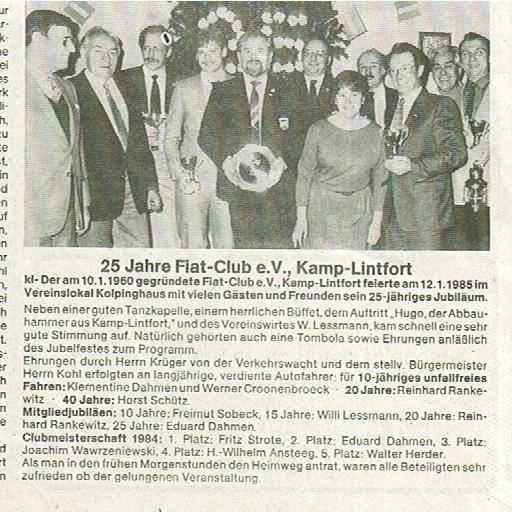 25 Jahre Fiat-Club e.V., Kamp-Lintfort
kl- Der am 10.1.1960 gegründete Fiat-Club e.V., Kamp-Lintfort feierte am 12.1.1985 im
Vereinslokal Kolpinghaus mit vielen Gästen und Freunden sein 25-jähriges Jubiläum.
Neben einer guten Tanzkapelle, einem herrlichen Büffet, dem Auftritt „Hugo, der Abbau-
hammer aus Kamp-Lintfort," und des Vereinswirtes W. Lessmann, kam schnell eine sehr
gute Stimmung auf. Natürlich gehörten auch eine Tombola sowie Ehrungen anläßlich
des Jubelfestes zum Programm.
Ehrungen durch Herrn Krüger von der Verkehrswacht und dem stellv. Bürgermeister
Herrn Kohl erfolgten an langjährige, verdiente Autofahrer: für 10-jähriges unfallfreies
Fahren: Klementine Dahmen und Werner Croonenbroeck · 20 Jahre: Reinhard Ranke-
witz · 40 Jahre: Horst Schütz.
Mitgliedjubiläen: 10 Jahre: Freimut Sobeck, 15 Jahre: Willi Lessmann, 20 Jahre: Rein-
hard Rankewitz, 25 Jahre: Eduard Dahmen.
Clubmeisterschaft 1984: 1. Platz: Fritz Strote, 2. Platz: Eduard Dahmen, 3. Platz:
Joachim Wawrzeniewski, 4. Platz: H.-Wilhelm Ansteeg. 5. Platz: Walter Herder.
Als man in den frühen Morgenstunden den Heimweg antrat, waren alle Beteiligten sehr
zufrieden ob der gelungenen Veranstaltung.